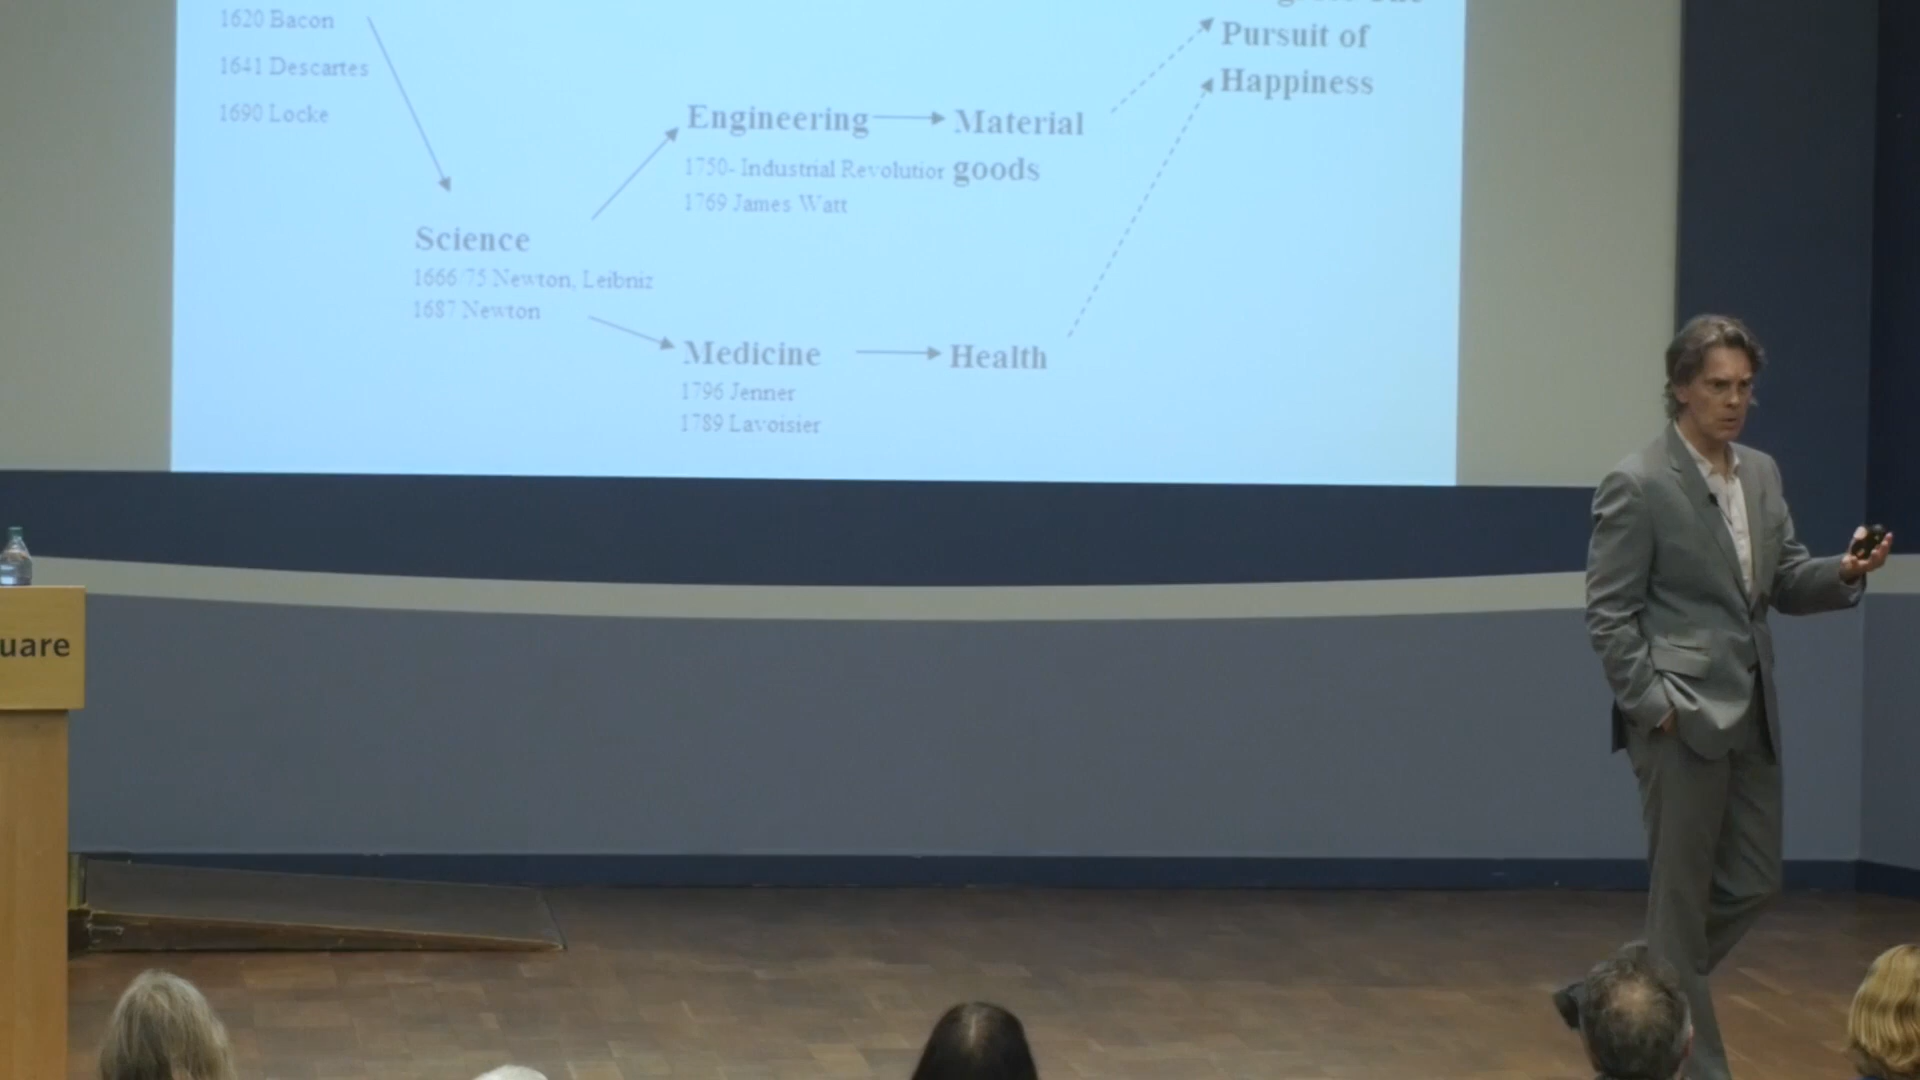 1620 Bacon
1641 Descartes
1690 Locke
Pursuit of
Happiness
Engineering
Material
goods
1750- Industrial Revolution
1769 James Watt
Science
1666/75 Newton, Leibniz
1687 Newton
Medicine
Health
1796 Jenner
1789 Lavoisier
uare